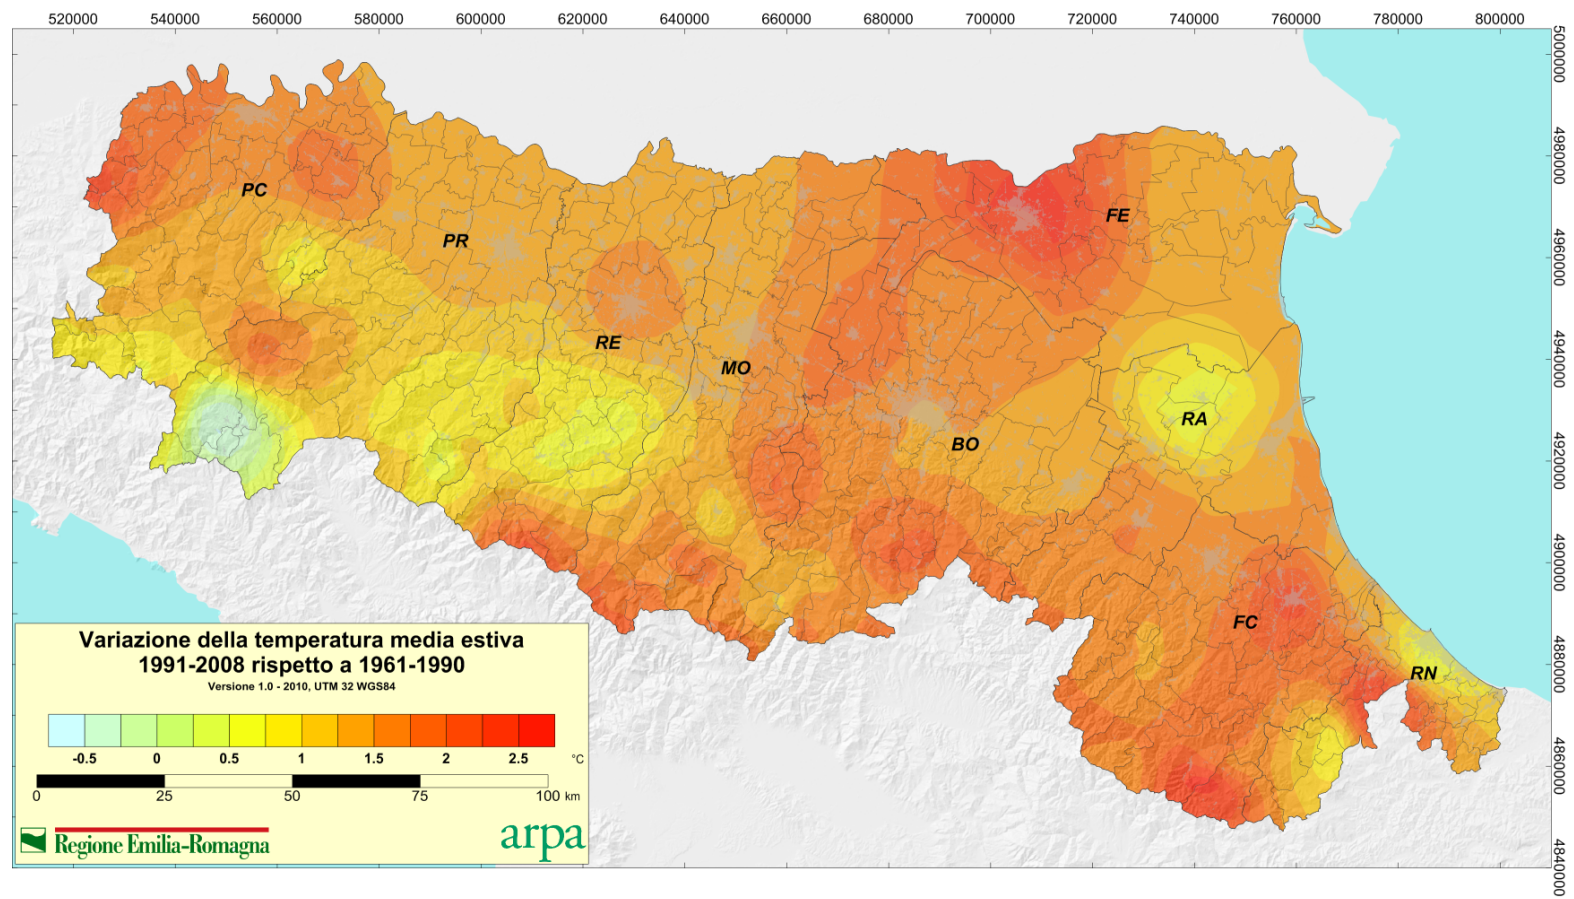 520000 540000 560000 580000 600000 620000 640000 660000 680000 700000 720000 740000 760000 780000 800000
5000000
4980000
4960000
4940000
4920000
4900000
4880000
4860000
4840000
PC
PR
RE
MO
BO
FE
RA
FC
RN
Variazione della temperatura media estiva
1991-2008 rispetto a 1961-1990
Versione 1.0 - 2010, UTM 32 WGS84
-0.5 0 0.5 1 1.5 2 2.5 °C
0 25 50 75 100 km
Regione Emilia-Romagna
arpa